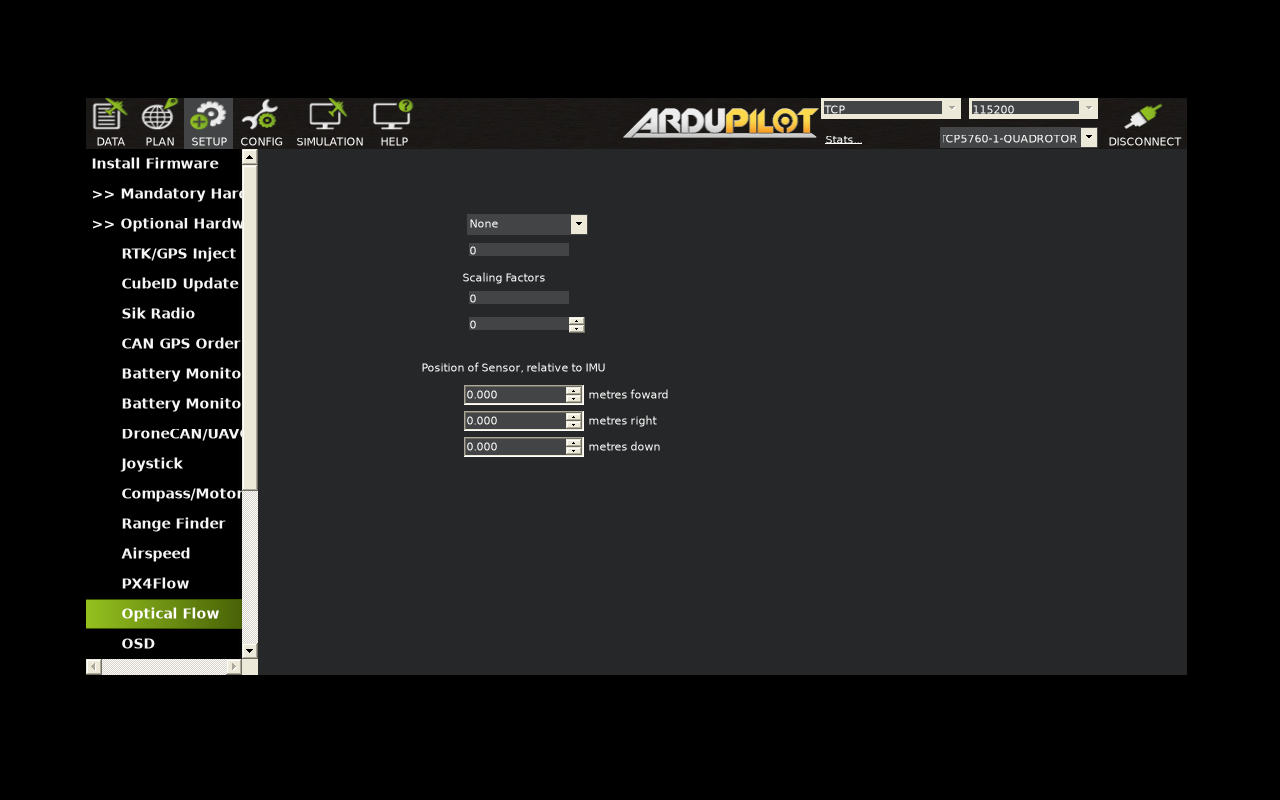 DATA PLAN SETUP CONFIG SIMULATION HELP
ARDUPILOT
TCP 115200
Stats... TCP5760-1-QUADROTOR DISCONNECT
Install Firmware
>> Mandatory Hard
>> Optional Hardw
RTK/GPS Inject
CubeID Update
Sik Radio
CAN GPS Order
Battery Monito
Battery Monito
DroneCAN/UAV
Joystick
Compass/Motor
Range Finder
Airspeed
PX4Flow
Optical Flow
OSD
None
0
Scaling Factors
0
0
Position of Sensor, relative to IMU
0.000 metres foward
0.000 metres right
0.000 metres down